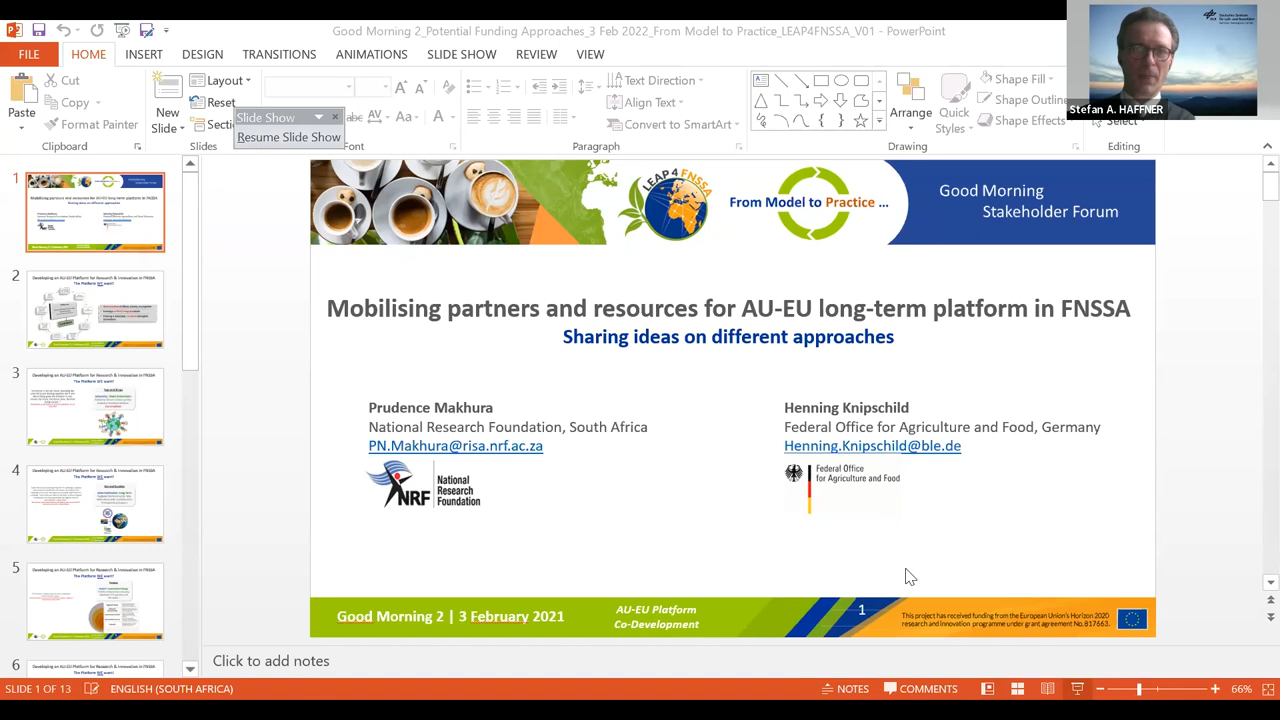 Good Morning 2_Potential Funding Approaches_3 Feb 2022_From Model to Practice_LEAP4FNSSA_V01 - PowerPoint
FILE HOME INSERT DESIGN TRANSITIONS ANIMATIONS SLIDE SHOW REVIEW VIEW
Stefan A. HAFFNER
Paste
Cut
Copy
Format Painter
Clipboard
New
Slide
Layout
Reset
Slides
Slide Show
Resume Slide Show
Font
Text Direction
Align Text
Convert to SmartArt
Paragraph
Arrange
Quick
Styles
Shape Fill
Shape Effects
Drawing
Select
Editing
1
2
3
4
5
6
LEAP4FNSSA
From Model to Practice ...
Good Morning
Stakeholder Forum
Mobilising partners and resources for AU-EU long-term platform in FNSSA
Sharing ideas on different approaches
Prudence Makhura
National Research Foundation, South Africa
PN.Makhura@risa.nrf.ac.za
NRF
National
Research
Foundation
Henning Knipschild
Federal Office for Agriculture and Food, Germany
Henning.Knipschild@ble.de
Federal Office
for Agriculture and Food
Good Morning 2 | 3 February 2021
AU-EU Platform
Co-Development
1
This project has received funding from the European Union's Horizon 2020
research and innovation programme under grant agreement No.817663.
Click to add notes
SLIDE 1 OF 13 ENGLISH (SOUTH AFRICA) NOTES COMMENTS 66%